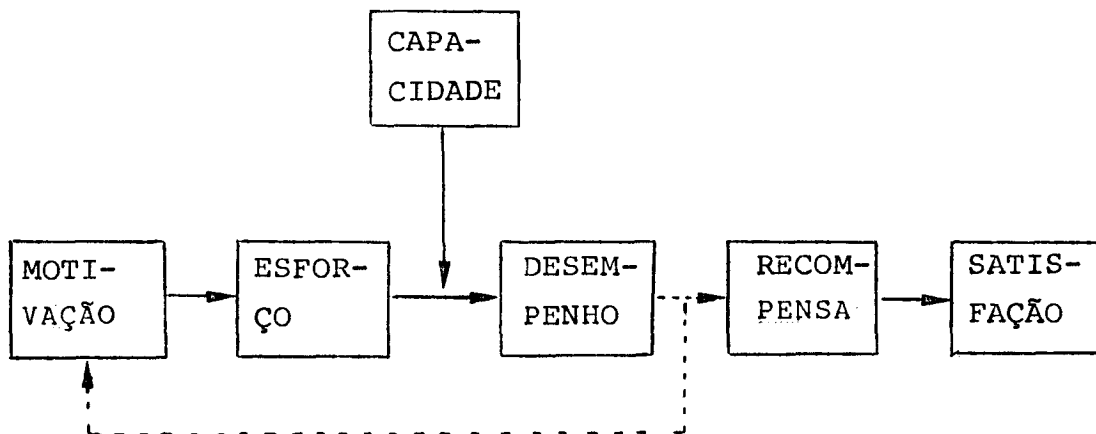 CAPA-
CIDADE
MOTI-
VAÇÃO
ESFOR-
ÇO
DESEM-
PENHO
RECOM-
PENSA
SATIS-
FAÇÃO